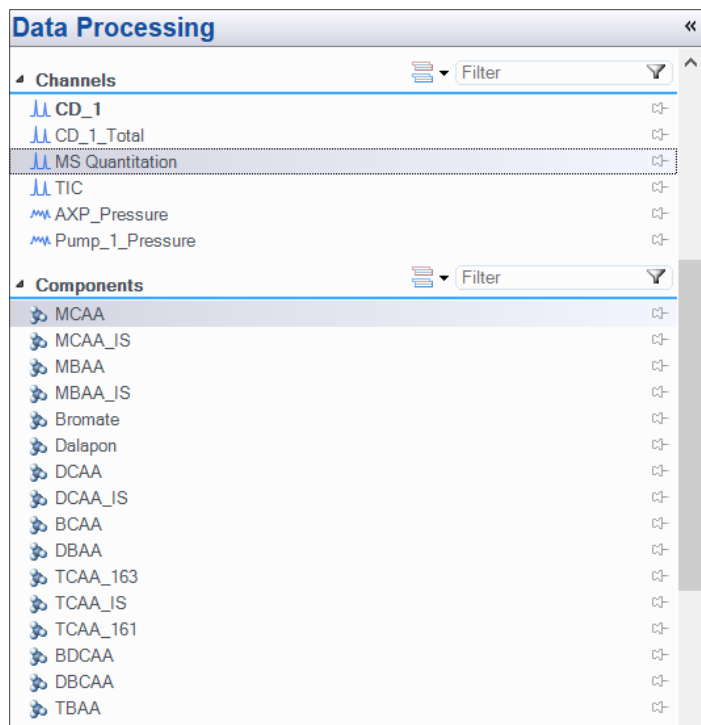 Data Processing
Channels
Filter
CD_1
CD_1_Total
MS Quantitation
TIC
AXP_Pressure
Pump_1_Pressure
Components
Filter
MCAA
MCAA_IS
MBAA
MBAA_IS
Bromate
Dalapon
DCAA
DCAA_IS
BCAA
DBAA
TCAA_163
TCAA_IS
TCAA_161
BDCAA
DBCAA
TBAA